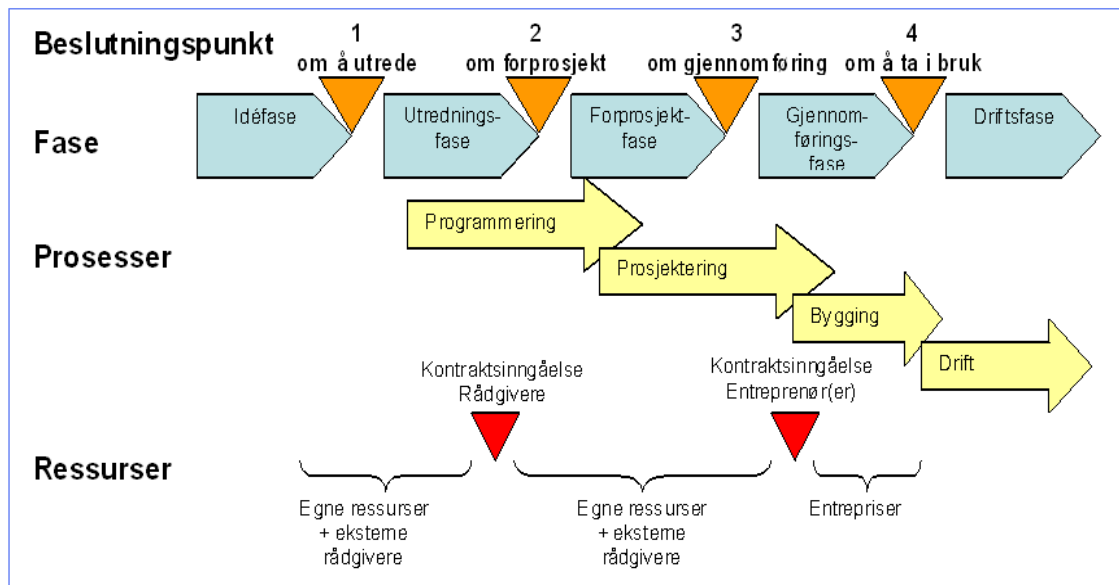 Beslutningspunkt
1
om å utrede
2
om forprosjekt
3
om gjennomføring
4
om å ta i bruk
Fase
Idéfase
Utrednings-
fase
Forprosjekt-
fase
Gjennom-
førings-
fase
Driftsfase
Prosesser
Programmering
Prosjektering
Bygging
Drift
Kontraktsinngåelse
Rådgivere
Kontraktsinngåelse
Entreprenør(er)
Ressurser
Egne ressurser
+ eksterne
rådgivere
Egne ressurser
+ eksterne
rådgivere
Entrepriser